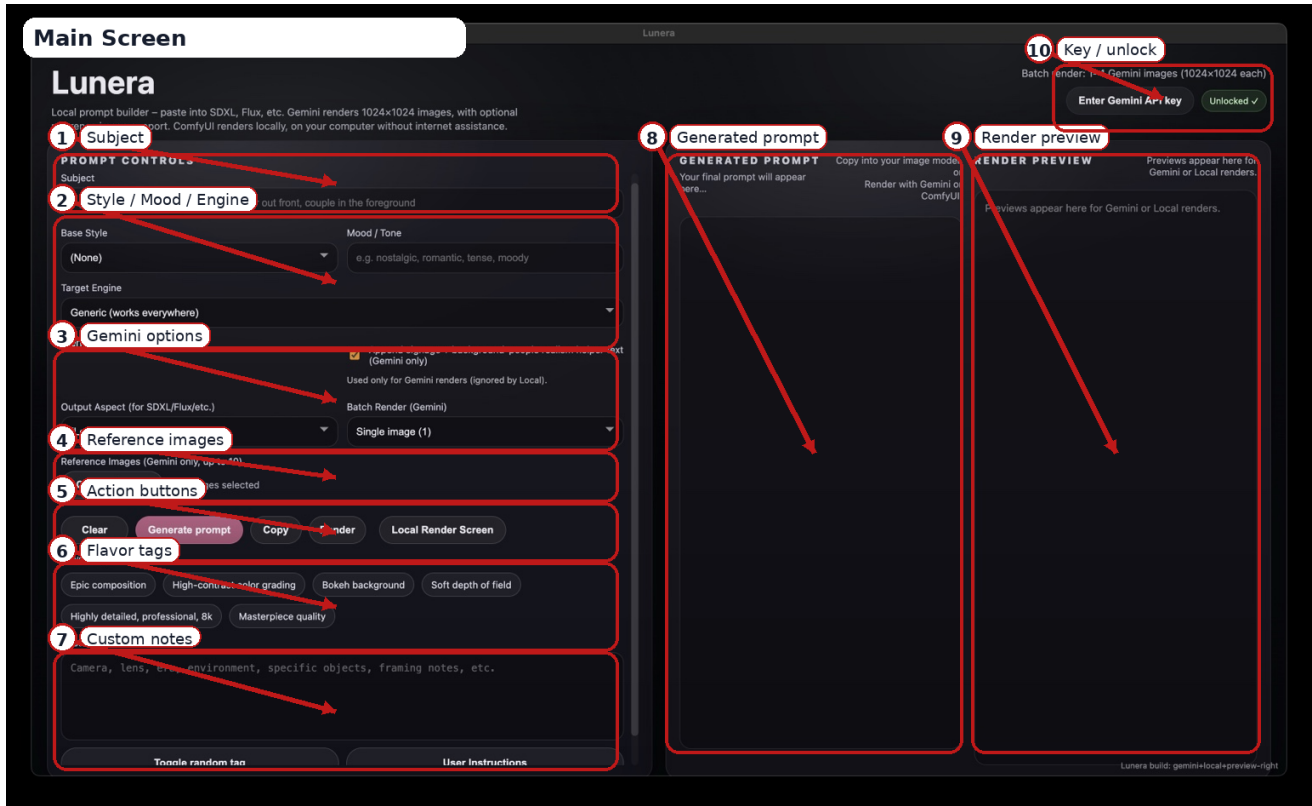 Main Screen
Lunera
10 Key / unlock
Lunera
Batch render: 1–4 Gemini images (1024×1024 each)
Enter Gemini API key
Unlocked ✓
Local prompt builder – paste into SDXL, Flux, etc. Gemini renders 1024×1024 images, with optional
port. ComfyUI renders locally, on your computer without internet assistance.
1 Subject
PROMPT CONTROLS
Subject
2 Style / Mood / Engine
out front, couple in the foreground
Base Style
Mood / Tone
(None)
e.g. nostalgic, romantic, tense, moody
Target Engine
Generic (works everywhere)
3 Gemini options
(Gemini only)
Used only for Gemini renders (ignored by Local).
Output Aspect (for SDXL/Flux/etc.)
Batch Render (Gemini)
Single image (1)
4 Reference images
Reference Images (Gemini only, up to 10)
selected
5 Action buttons
Clear
Generate prompt
Copy
Render
Local Render Screen
6 Flavor tags
Epic composition
High-contrast color grading
Bokeh background
Soft depth of field
Highly detailed, professional, 8k
Masterpiece quality
7 Custom notes
Camera, lens, era, environment, specific objects, framing notes, etc.
Toggle random tag
User Instructions
8 Generated prompt
GENERATED PROMPT
Copy into your image model
or
Render with Gemini or
ComfyUI
Your final prompt will appear
here...
9 Render preview
RENDER PREVIEW
Previews appear here for
Gemini or Local renders.
Previews appear here for Gemini or Local renders.
Lunera build: gemini+local+preview-right